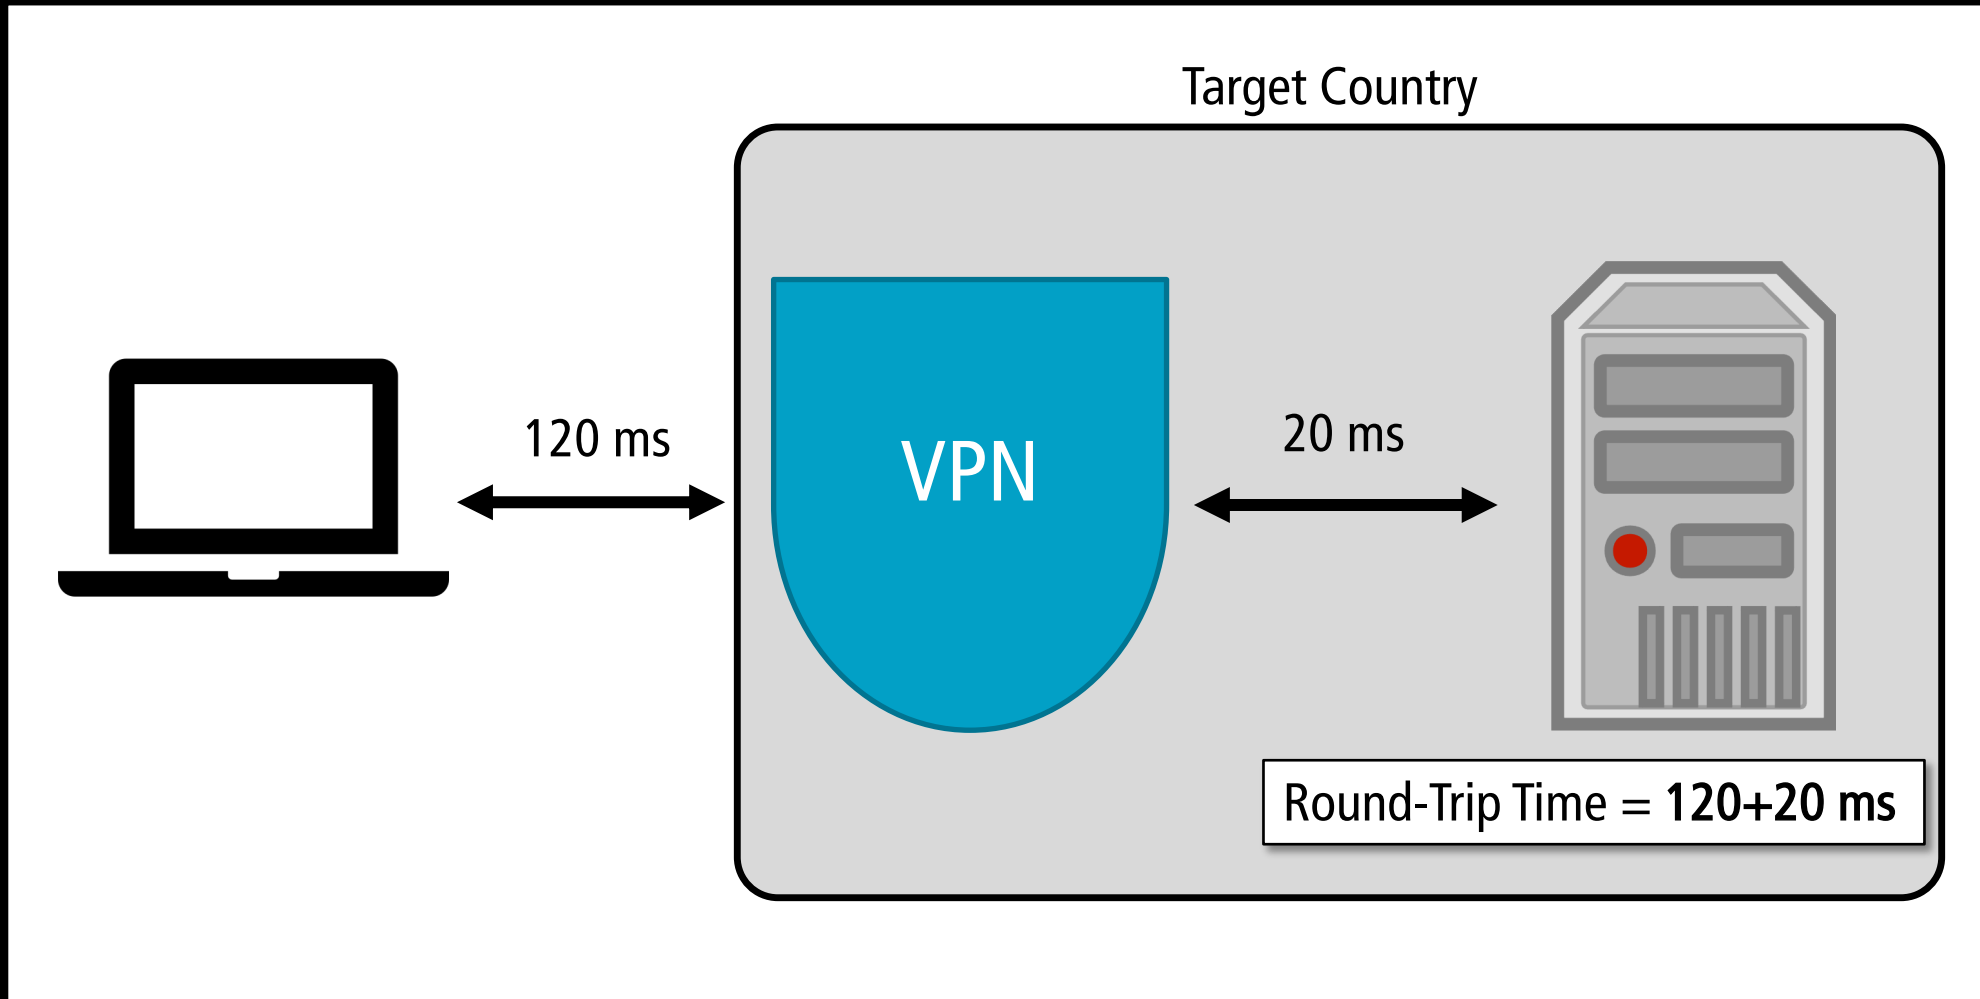 Target Country
120 ms
VPN
20 ms
Round-Trip Time = 120+20 ms